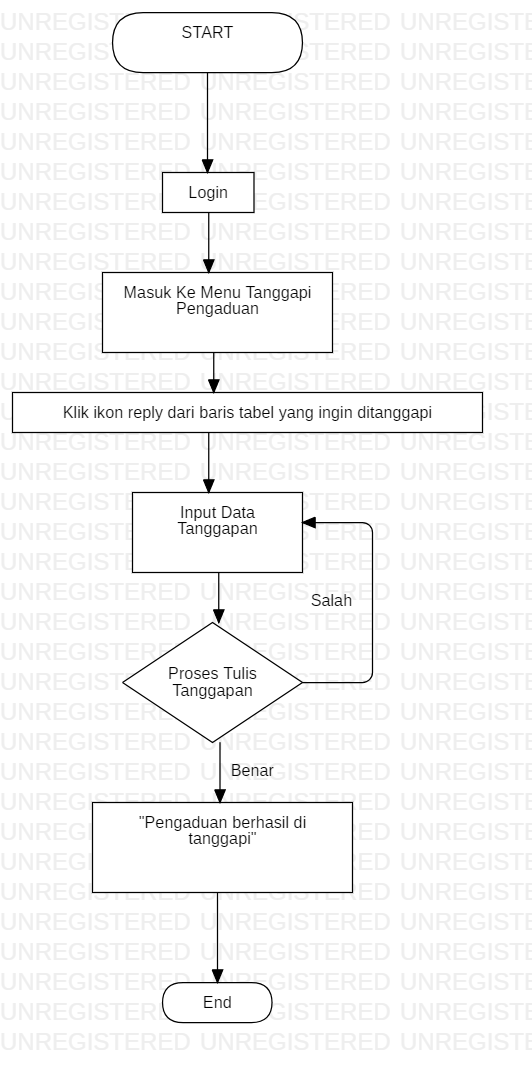 START
Login
Masuk Ke Menu Tanggapi
Pengaduan
Klik ikon reply dari baris tabel yang ingin ditanggapi
Input Data
Tanggapan
Salah
Proses Tulis
Tanggapan
Benar
"Pengaduan berhasil di
tanggapi"
End
UNREGISTERED